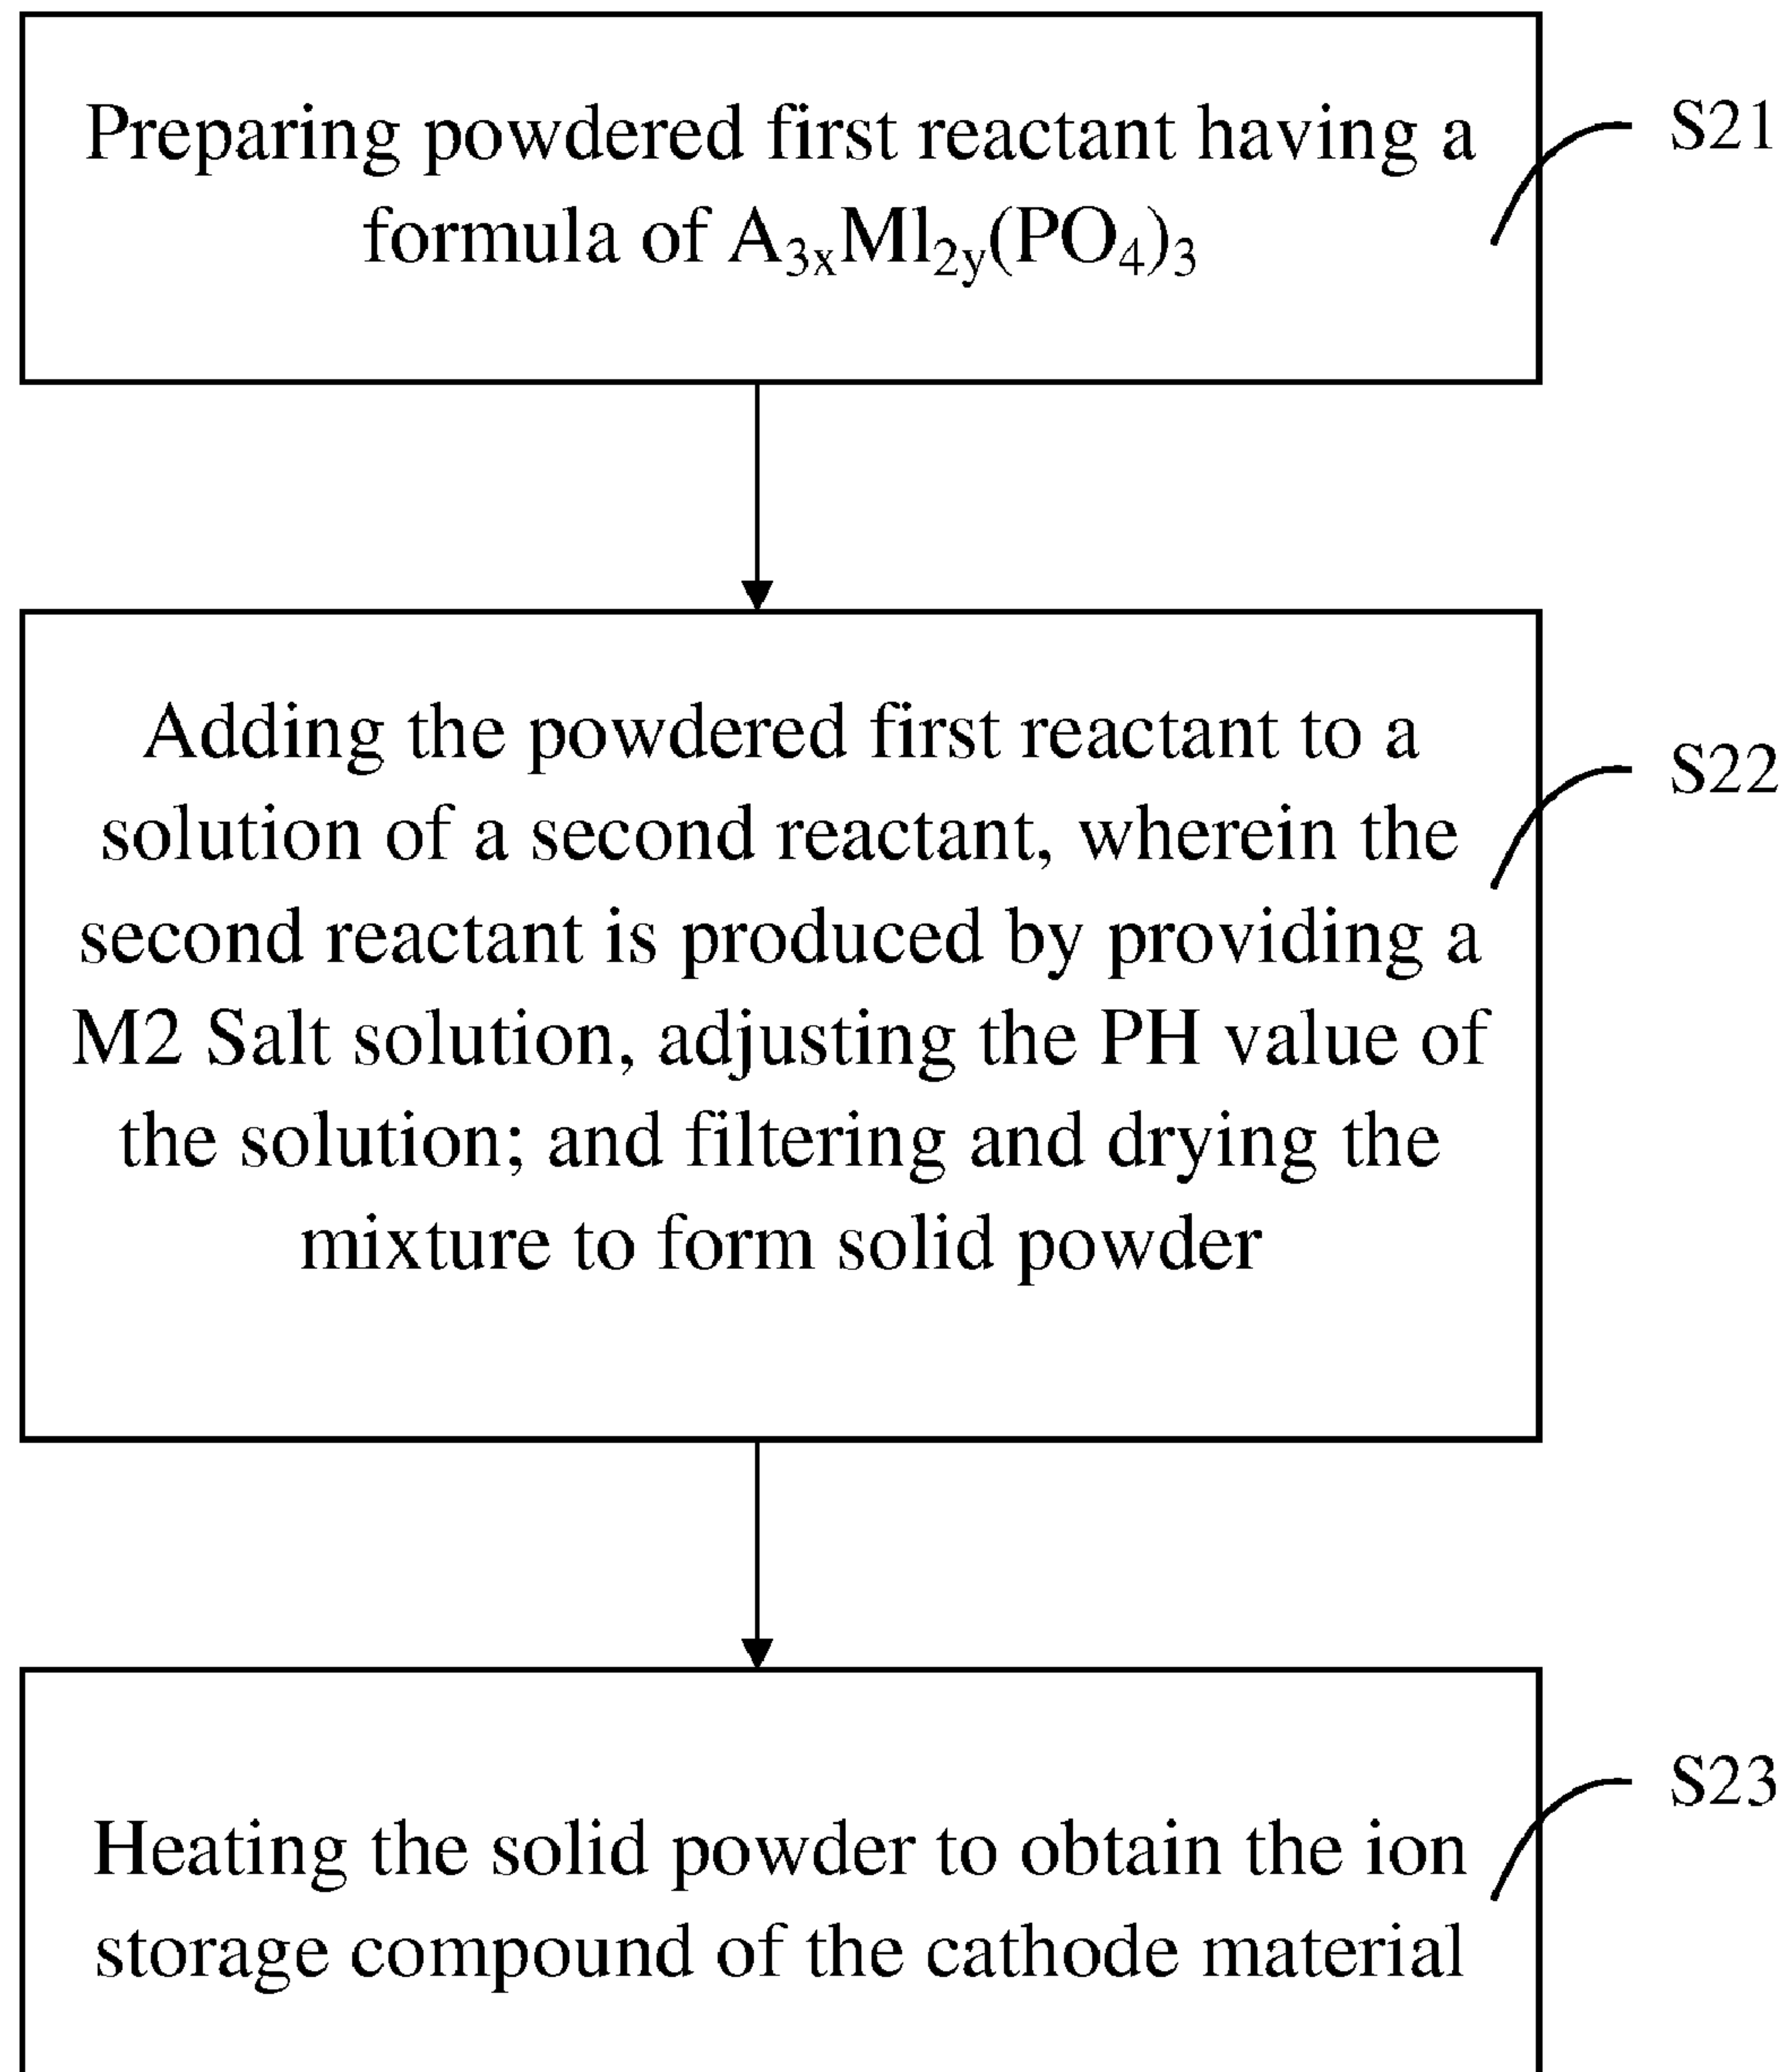 Preparing powdered first reactant having a
formula of A₃ₓMl₂ᵧ(PO₄)₃
S21
Adding the powdered first reactant to a
solution of a second reactant, wherein the
second reactant is produced by providing a
M2 Salt solution, adjusting the PH value of
the solution; and filtering and drying the
mixture to form solid powder
S22
Heating the solid powder to obtain the ion
storage compound of the cathode material
S23